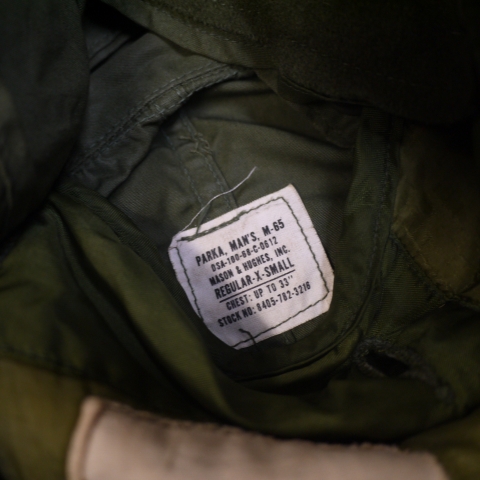 PARKA, MAN'S, M-65
DSA-100-68-C-0612
MASON & HUGHES, INC.
REGULAR-X-SMALL
CHEST: UP TO 33"
STOCK NO: 8405-782-3216